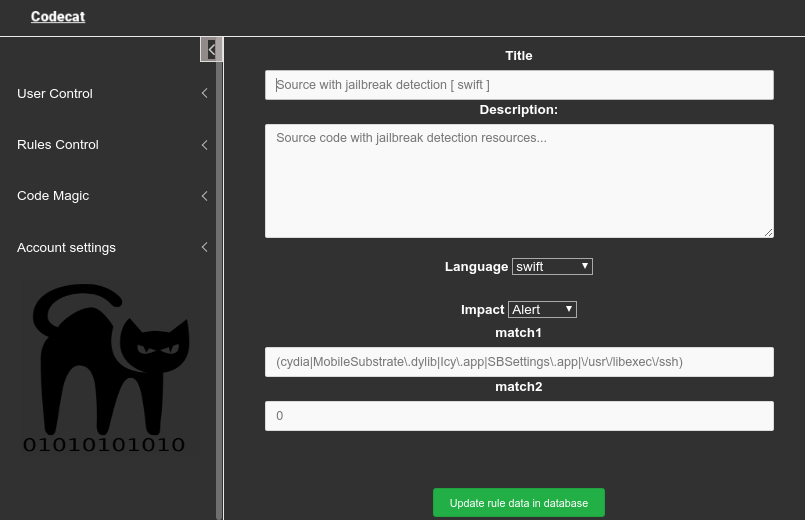 Codecat
User Control
Rules Control
Code Magic
Account settings
01010101010
Title
Source with jailbreak detection [ swift ]
Description:
Source code with jailbreak detection resources...
Language swift
Impact Alert
match1
(cydia|MobileSubstrate\.dylib|Icy\.app|SBSettings\.app|\/usr\/libexec\/ssh)
match2
0
Update rule data in database